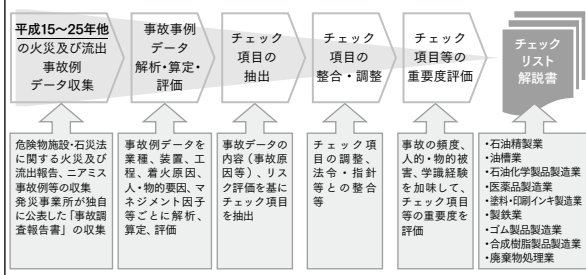 平成15～25年他
の火災及び流出
事故例
データ収集
事故事例
データ
解析・算定・
評価
チェック
項目の
抽出
チェック
項目の
整合・調整
チェック
項目等の
重要度評価
チェック
リスト
解説書
危険物施設・石災法
に関する火災及び
流出報告、ニアミス
事故例等の収集
発災事業所が独自
に公表した「事故調
査報告書」の収集
事故例データを
業種、装置、工
程、着火原因、
人・物的要因、マ
ネジメント因子
等ごとに解析、
算定、評価
事故データの
内容（事故原
因等）、リス
ク評価を基に
チェック項目
を抽出
チェック項
目の調整、
法令・指針
等との整合
等
事故の頻度、
人的・物的被
害、学識経験
を加味して、
チェック項目
等の重要度を
評価
・石油精製業
・油槽業
・石油化学製品製造業
・医薬品製造業
・塗料・印刷インキ製造業
・製鉄業
・ゴム製品製造業
・合成樹脂製品製造業
・廃棄物処理業